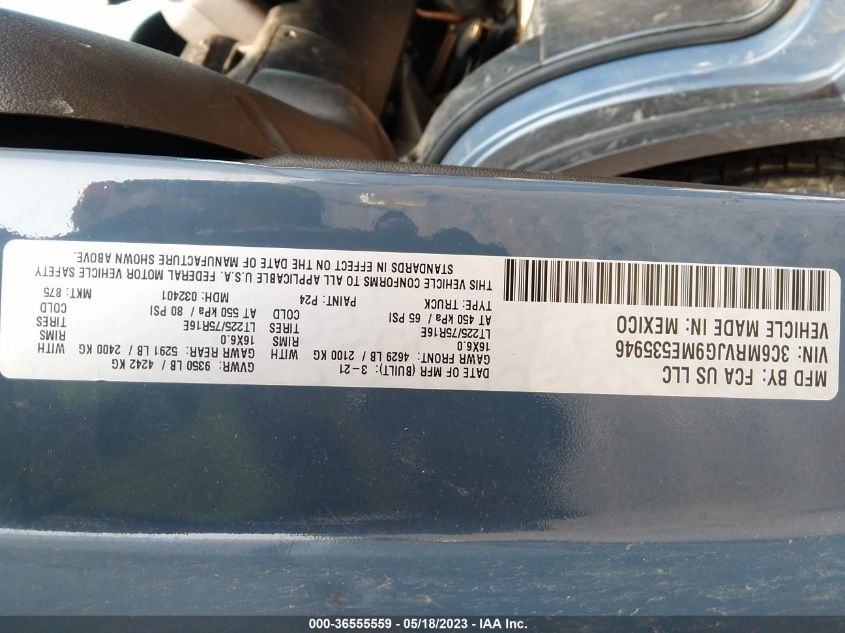 MFD BY: FCA US LLC
VIN: 3C6MRVJG9ME535946
VEHICLE MADE IN: MEXICO
DATE OF MFR (BUILT): 3-21
GVWR: 9350 LB / 4242 KG
GAWR FRONT: 4629 LB / 2100 KG
GAWR REAR: 5291 LB / 2400 KG
16X6.0
RIMS
16X6.0
RIMS
LT225/75R16E
TIRES
LT225/75R16E
TIRES
AT 450 kPa / 65 PSI
COLD
AT 550 kPa / 80 PSI
COLD
TYPE: TRUCK
PAINT: P24
MDH: 032401
MKT: 875
THIS VEHICLE CONFORMS TO ALL APPLICABLE U.S.A. FEDERAL MOTOR VEHICLE SAFETY
STANDARDS IN EFFECT ON THE DATE OF MANUFACTURE SHOWN ABOVE.
000-36555559 — 05/18/2023 — IAA Inc.